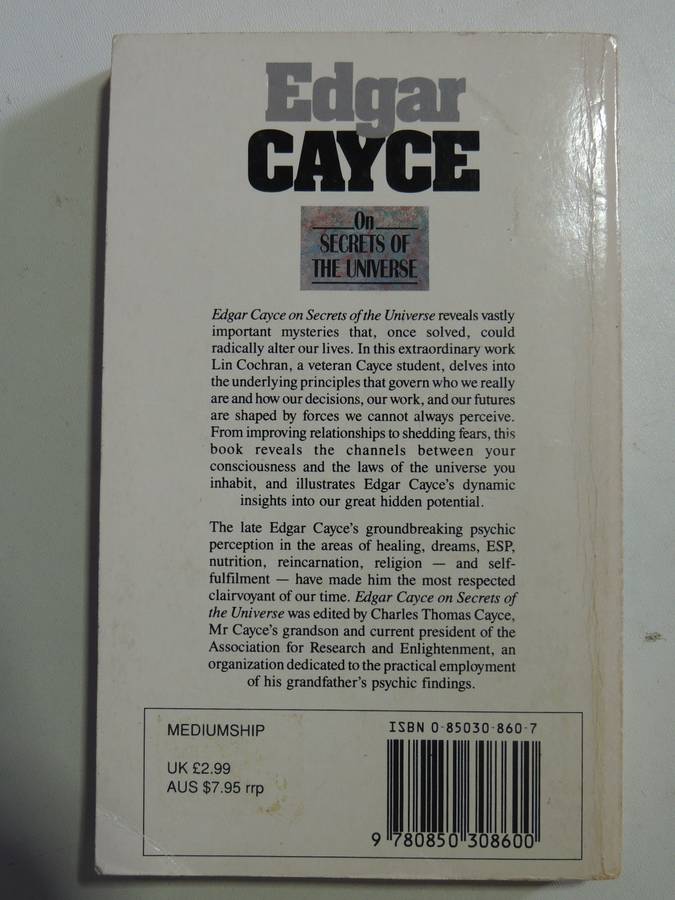 Edgar
CAYCE
On
SECRETS OF
THE UNIVERSE
Edgar Cayce on Secrets of the Universe reveals vastly
important mysteries that, once solved, could
radically alter our lives. In this extraordinary work
Lin Cochran, a veteran Cayce student, delves into
the underlying principles that govern who we really
are and how our decisions, our work, and our futures
are shaped by forces we cannot always perceive.
From improving relationships to shedding fears, this
book reveals the channels between your
consciousness and the laws of the universe you
inhabit, and illustrates Edgar Cayce's dynamic
insights into our great hidden potential.
The late Edgar Cayce's groundbreaking psychic
perception in the areas of healing, dreams, ESP,
nutrition, reincarnation, religion — and self-
fulfilment — have made him the most respected
clairvoyant of our time. Edgar Cayce on Secrets of
the Universe was edited by Charles Thomas Cayce,
Mr Cayce's grandson and current president of the
Association for Research and Enlightenment, an
organization dedicated to the practical employment
of his grandfather's psychic findings.
MEDIUMSHIP
UK £2.99
AUS $7.95 rrp
ISBN 0-85030-860-7
9 780850 308600